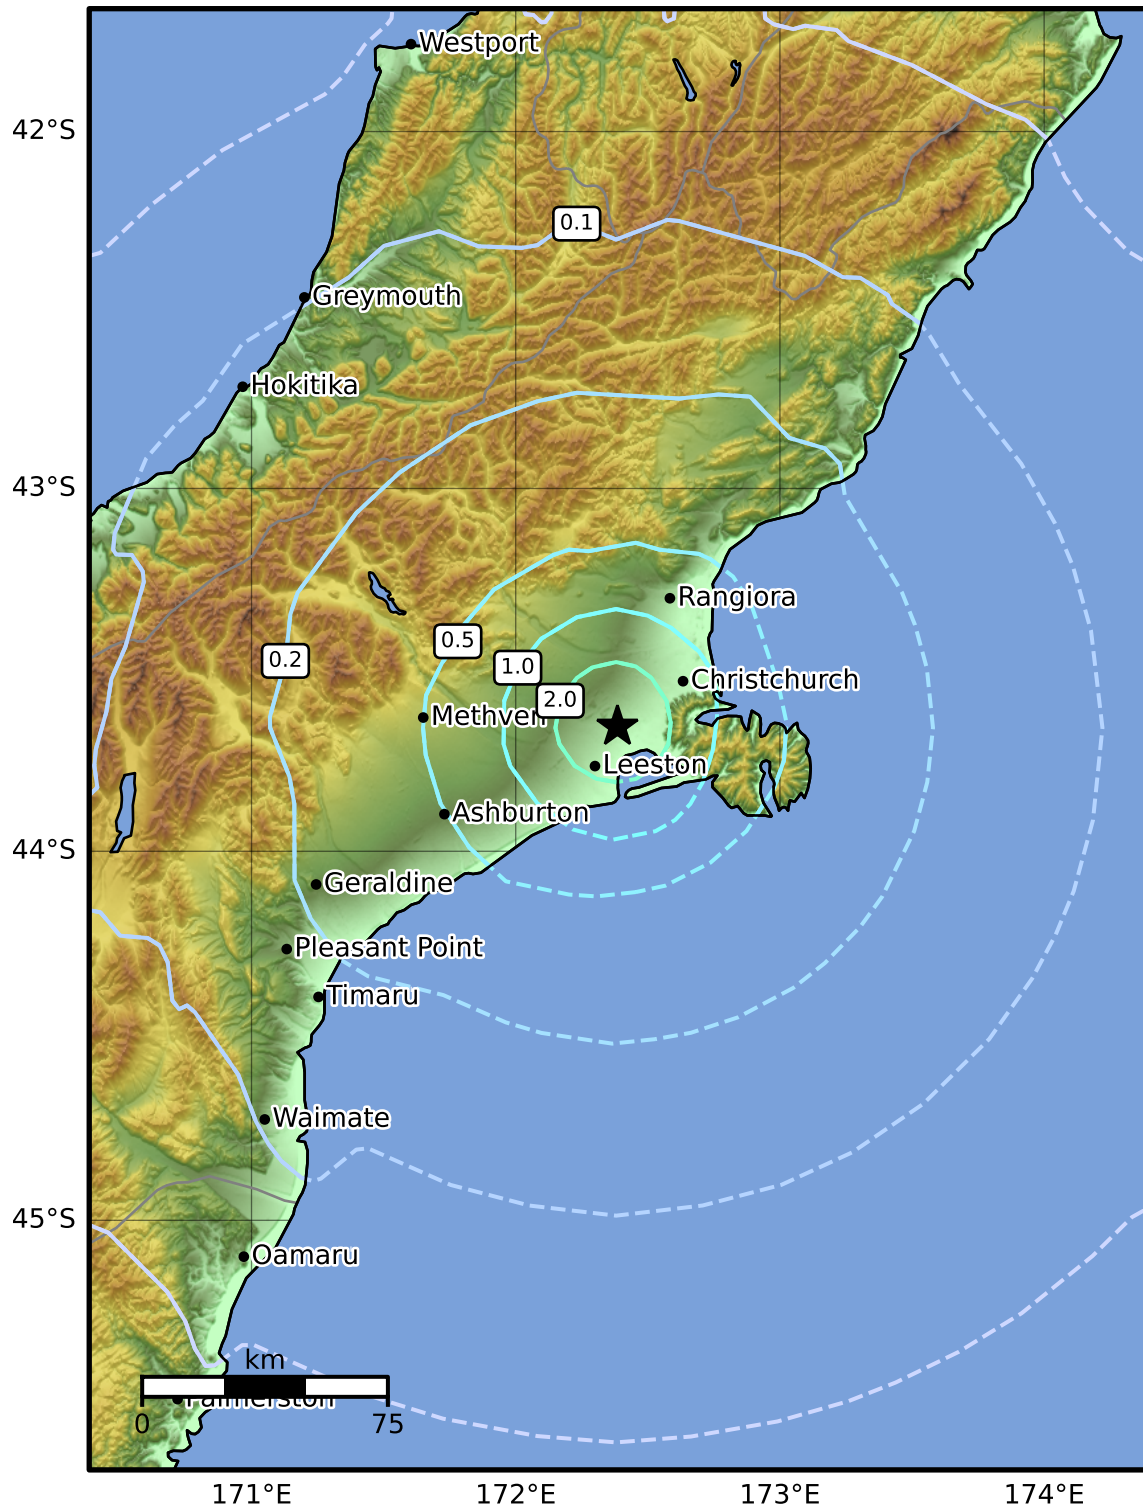 Westport
42°S
0.1
Greymouth
Hokitika
43°S
Rangiora
0.5
0.2
1.0
Christchurch
2.0
Methven
Leeston
Ashburton
44°S
Geraldine
Pleasant Point
Timaru
Waimate
45°S
Oamaru
km
Palmerston
0 75
171°E 172°E 173°E 174°E